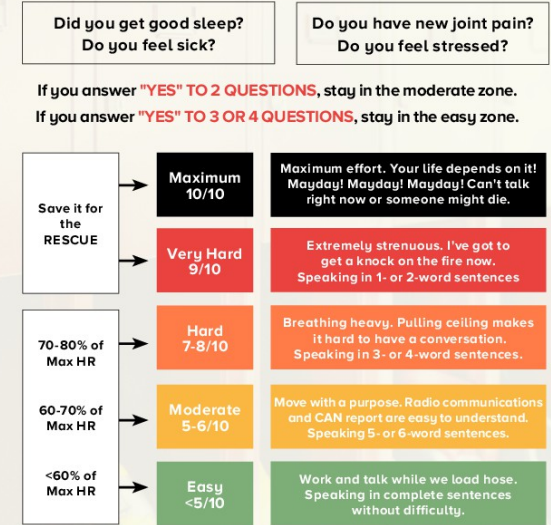 Did you get good sleep?
Do you feel sick?
Do you have new joint pain?
Do you feel stressed?
If you answer "YES" TO 2 QUESTIONS, stay in the moderate zone.
If you answer "YES" TO 3 OR 4 QUESTIONS, stay in the easy zone.
Save it for
the
RESCUE
Maximum
10/10
Maximum effort. Your life depends on it!
Mayday! Mayday! Mayday! Can't talk
right now or someone might die.
Very Hard
9/10
Extremely strenuous. I've got to
get a knock on the fire now.
Speaking in 1- or 2-word sentences
70-80% of
Max HR
Hard
7-8/10
Breathing heavy. Pulling ceiling makes
it hard to have a conversation.
Speaking in 3- or 4-word sentences.
60-70% of
Max HR
Moderate
5-6/10
Move with a purpose. Radio communications
and CAN report are easy to understand.
Speaking 5- or 6-word sentences.
<60% of
Max HR
Easy
<5/10
Work and talk while we load hose.
Speaking in complete sentences
without difficulty.